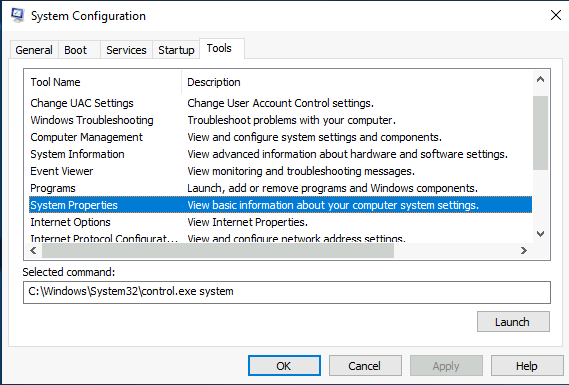 System Configuration
General Boot Services Startup Tools
Tool Name Description
Change UAC Settings Change User Account Control settings.
Windows Troubleshooting Troubleshoot problems with your computer.
Computer Management View and configure system settings and components.
System Information View advanced information about hardware and software settings.
Event Viewer View monitoring and troubleshooting messages.
Programs Launch, add or remove programs and Windows components.
System Properties View basic information about your computer system settings.
Internet Options View Internet Properties.
Internet Protocol Configurat... View and configure network address settings.
Selected command:
C:\Windows\System32\control.exe system
Launch
OK Cancel Apply Help